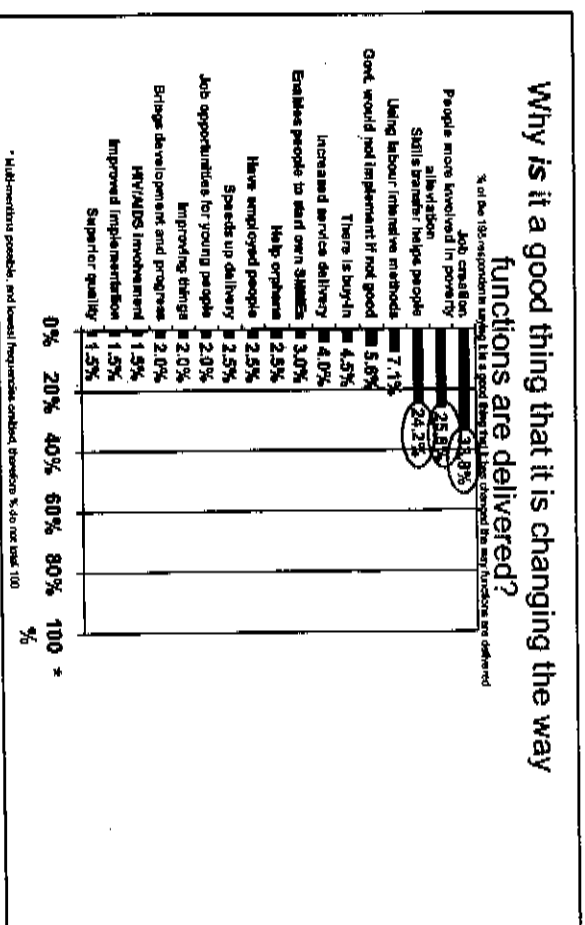 Why is it a good thing that it is changing the way
functions are delivered?
% of the 198 respondents saying it is a good thing that it has changed the way functions are delivered
Job creation 33,8%
People more involved in poverty
alleviation 25,8%
Skills transfer helps people 24,2%
Using labour intensive methods 7.1%
Govt. would not implement if not good 5.6%
There is buy-in 4.5%
Increased service delivery 4.0%
Enables people to start own SMMEs 3.0%
Help orphans 2.5%
Have employed people 2.5%
Speeds up delivery 2.5%
Job opportunities for young people 2.0%
Improving things 2.0%
Brings development and progress 2.0%
HIV/AIDS involvement 1.5%
Improved implementation 1.5%
Superior quality 1.5%
0% 20% 40% 60% 80% 100 *
%
* Multi-mentions possible, and lowest frequencies omitted, therefore % do not total 100